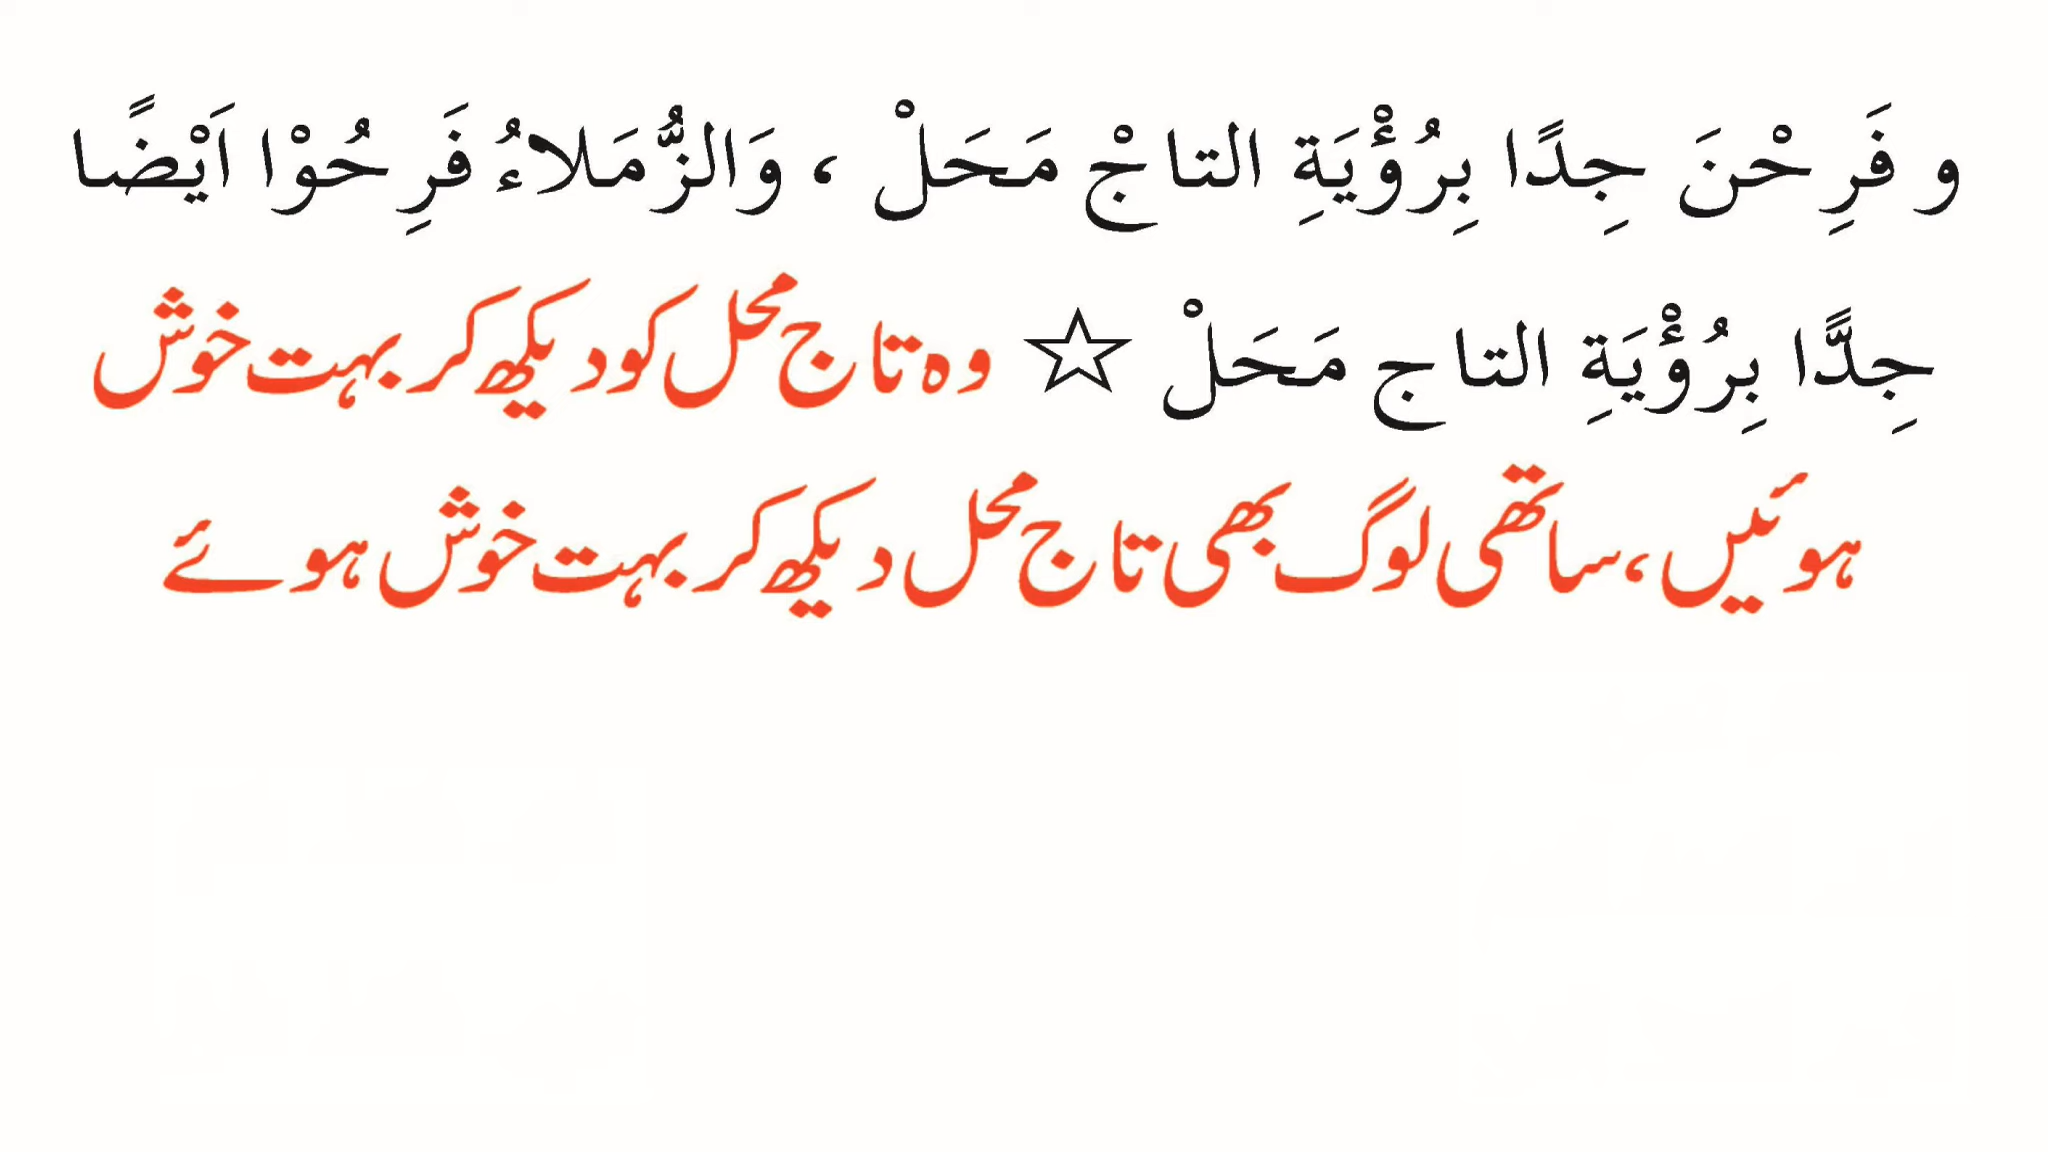 و فَرِحْنَ جِدًا بِرُؤْيَةِ التاجْ مَحَلْ ، وَالزُّمَلاءُ فَرِحُوْا اَيْضًا
جِدًّا بِرُؤْيَةِ التاج مَحَلْ ☆ وہ تاج محل کو دیکھ کر بہت خوش
ہوئیں ، ساتھی لوگ بھی تاج محل دیکھ کر بہت خوش ہوئے